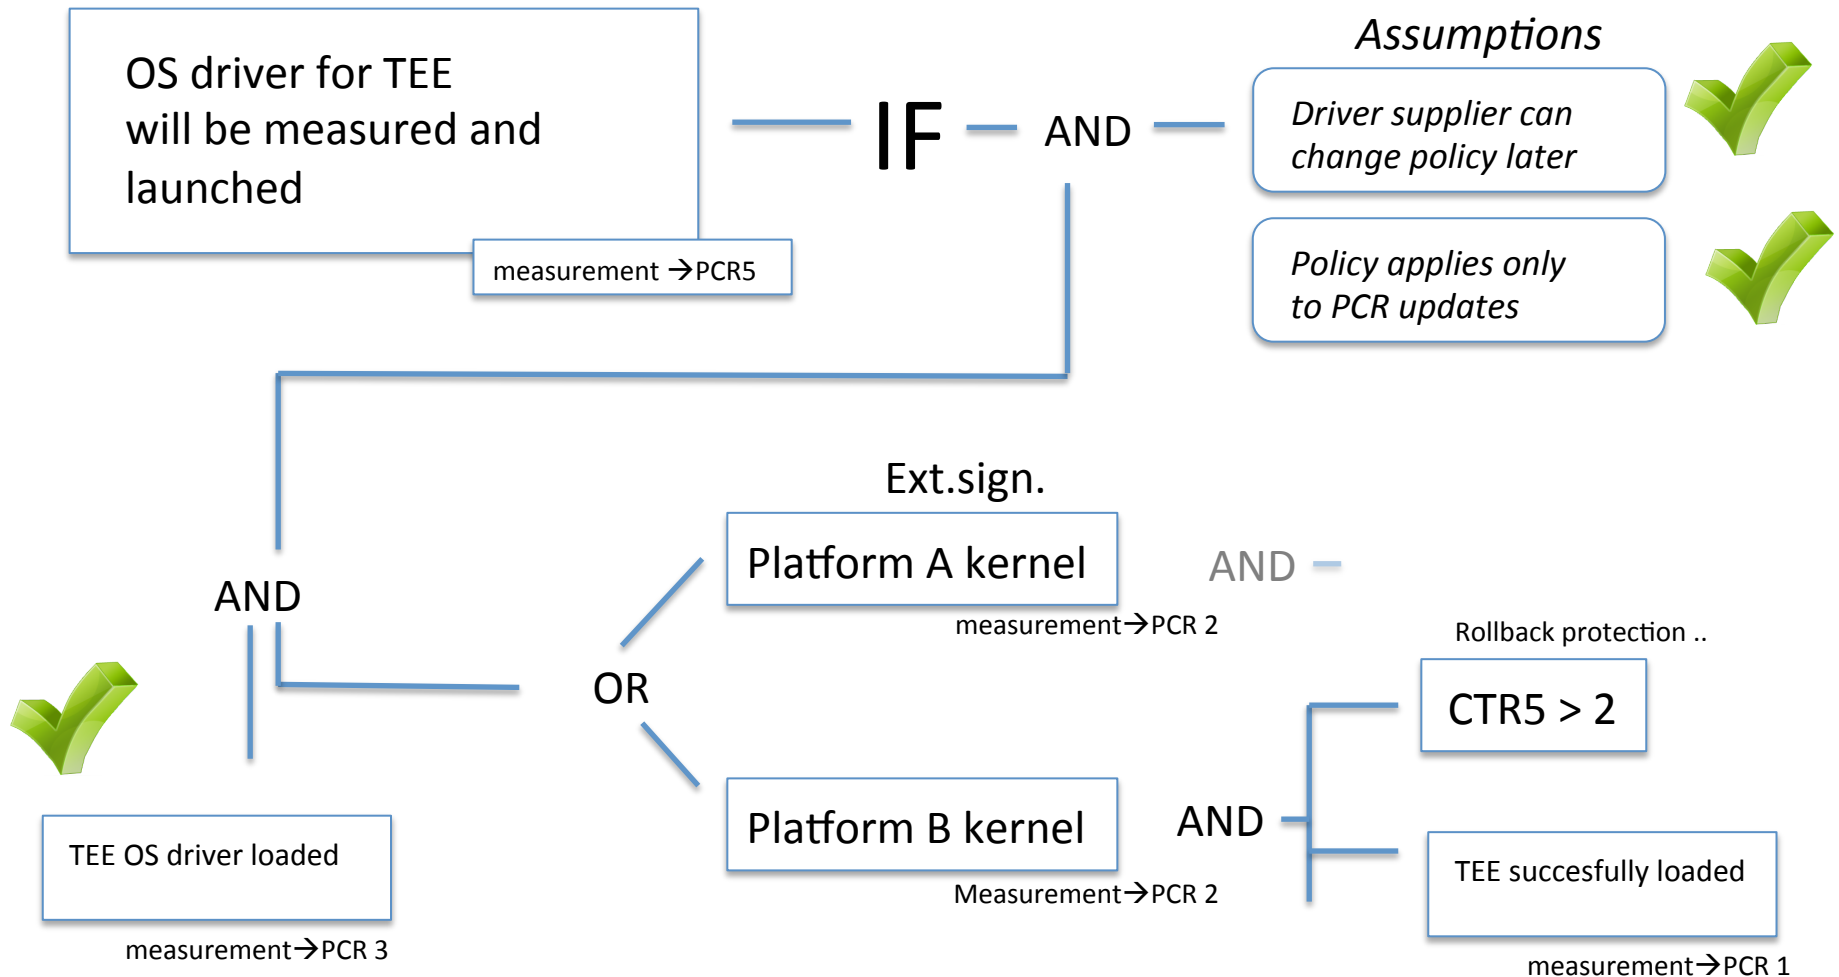 Assumptions
OS driver for TEE
will be measured and
launched
measurement →PCR5
IF
AND
Driver supplier can
change policy later
Policy applies only
to PCR updates
Ext.sign.
Platform A kernel
AND
measurement→PCR 2
AND
OR
Rollback protection ..
CTR5 > 2
Platform B kernel
AND
Measurement→PCR 2
TEE succesfully loaded
measurement→PCR 1
TEE OS driver loaded
measurement→PCR 3